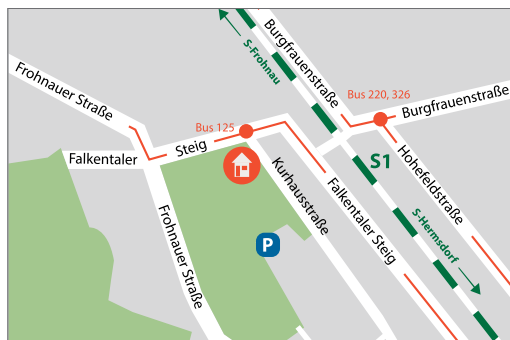 Burgfrauenstraße
S-Frohnau
Frohnauer Straße
Bus 220, 326
Burgfrauenstraße
Bus 125
Falkentaler
Steig
S1
Hohefeldstraße
Kurhausstraße
Falkentaler Steig
Frohnauer Straße
S-Hermsdorf
P